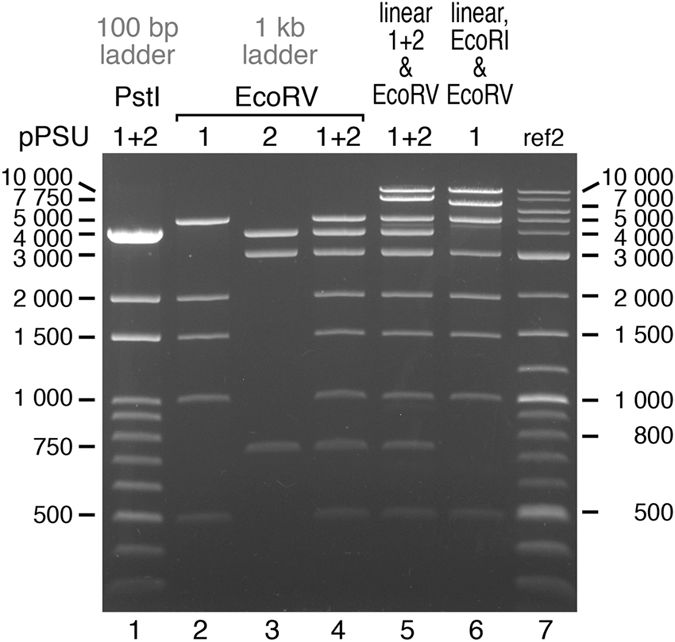 100 bp
ladder
1 kb
ladder
linear
1+2
&
EcoRV
linear,
EcoRI
&
EcoRV
PstI
EcoRV
pPSU 1+2 1 2 1+2 1+2 1 ref2
10 000
7 750
5 000
4 000
3 000
2 000
1 500
1 000
750
500
10 000
7 000
5 000
4 000
3 000
2 000
1 500
1 000
800
500
1 2 3 4 5 6 7